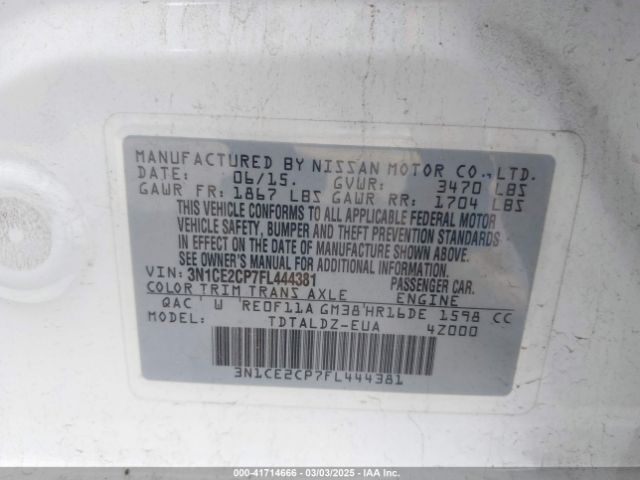 MANUFACTURED BY NISSAN MOTOR CO., LTD.
DATE: 06/15. GVWR: 3470 LBS
GAWR FR: 1867 LBS GAWR RR: 1704 LBS
THIS VEHICLE CONFORMS TO ALL APPLICABLE FEDERAL MOTOR
VEHICLE SAFETY, BUMPER AND THEFT PREVENTION STANDARDS
IN EFFECT ON THE DATE OF MANUFACTURE SHOWN ABOVE.
SEE OWNER'S MANUAL FOR ADDITIONAL INFORMATION
VIN: 3N1CE2CP7FL444381 PASSENGER CAR.
COLOR TRIM TRANS AXLE ENGINE
QAC W RE0F11A GM38 HR16DE 1598 CC
MODEL: TDTALDZ-EUA 4Z000
3N1CE2CP7FL444381
000-41714666 - 03/03/2025 - IAA Inc.